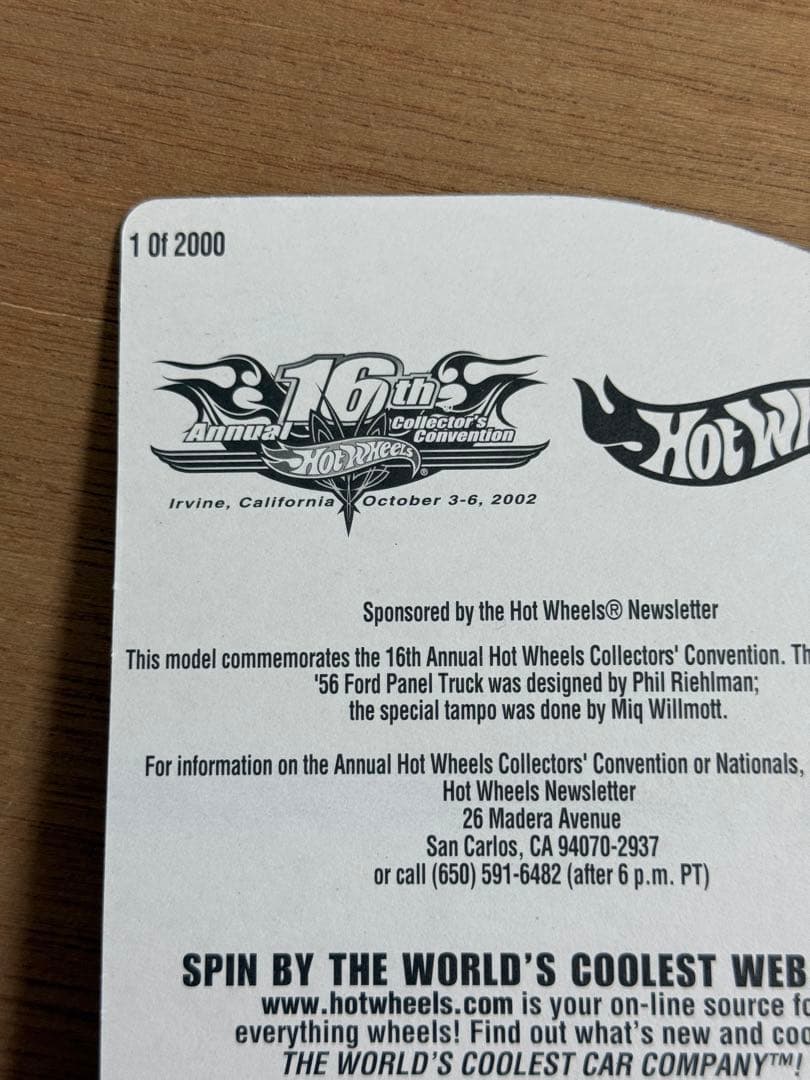 1 Of 2000
16th
Annual
Collector's
Convention
Hot Wheels ®
Irvine, California October 3-6, 2002
Hot W
Sponsored by the Hot Wheels® Newsletter
This model commemorates the 16th Annual Hot Wheels Collectors' Convention. Th
'56 Ford Panel Truck was designed by Phil Riehlman;
the special tampo was done by Miq Willmott.
For information on the Annual Hot Wheels Collectors' Convention or Nationals,
Hot Wheels Newsletter
26 Madera Avenue
San Carlos, CA 94070-2937
or call (650) 591-6482 (after 6 p.m. PT)
SPIN BY THE WORLD'S COOLEST WEB
www.hotwheels.com is your on-line source fo
everything wheels! Find out what's new and coo
THE WORLD'S COOLEST CAR COMPANY™!